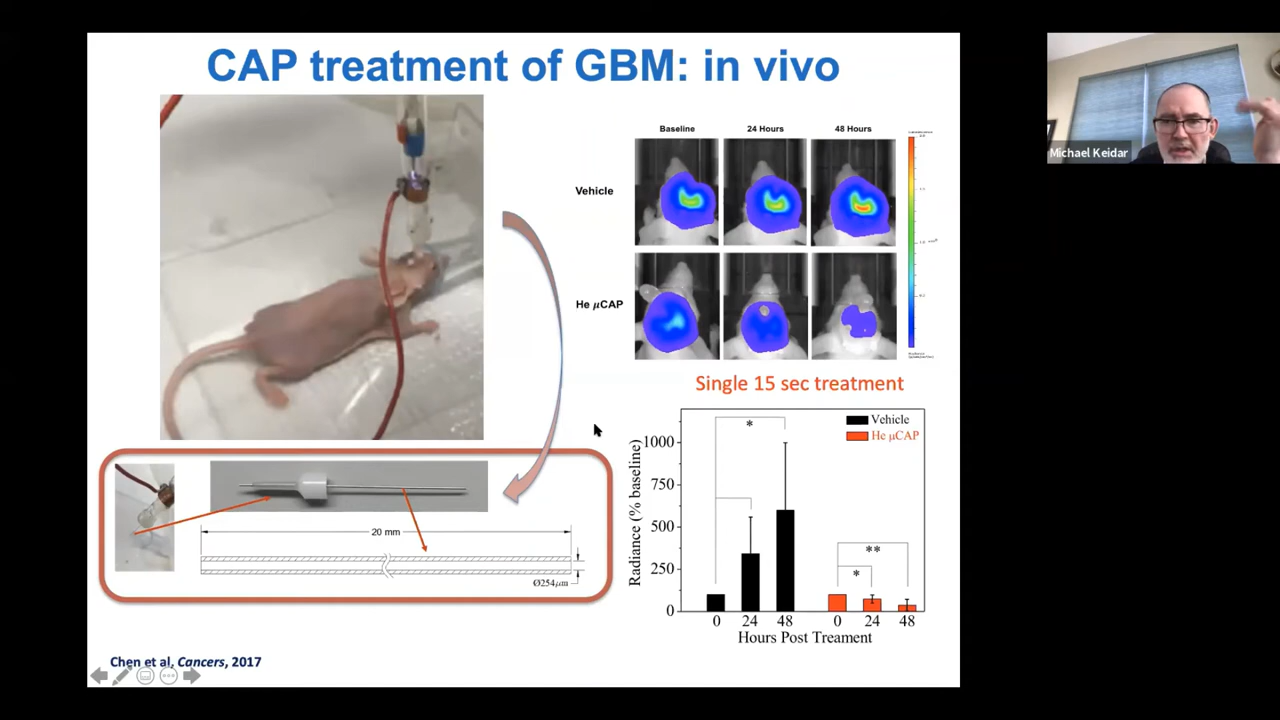 CAP treatment of GBM: in vivo
Michael Keidar
Baseline
24 Hours
48 Hours
Vehicle
He μCAP
Single 15 sec treatment
20 mm
Ø254μm
Radiance (% baseline)
1000
750
500
250
0
Vehicle
He μCAP
*
**
*
0
24
48
0
24
48
Hours Post Treament
Chen et al, Cancers, 2017